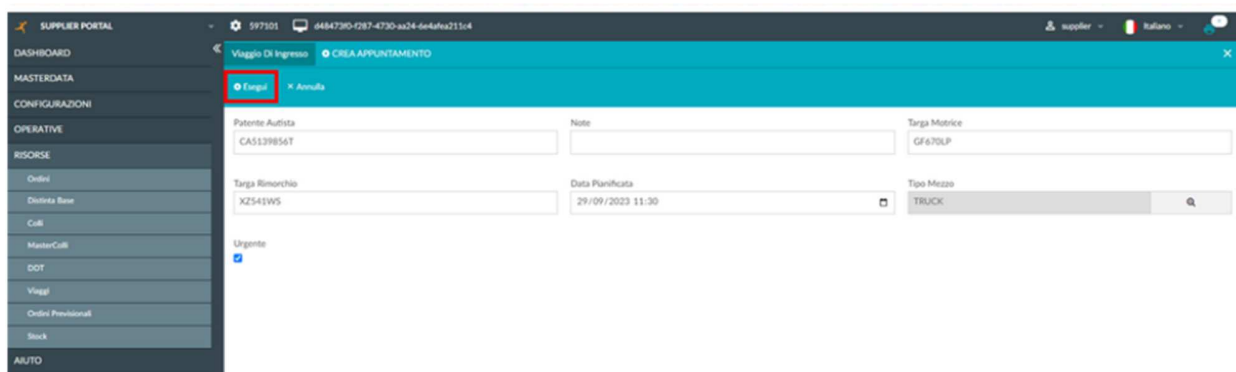 SUPPLIER PORTAL
597101
d48473f0-f287-4730-aa24-6e4afea211c4
supplier
Italiano
DASHBOARD
Viaggio Di Ingresso
CREA APPUNTAMENTO
MASTERDATA
Esegui
Annulla
CONFIGURAZIONI
OPERATIVE
Patente Autista
Note
Targa Motrice
CA5139856T
GF670LP
RISORSE
Ordini
Targa Rimorchio
Data Pianificata
Tipo Mezzo
Distinta Base
XZ541WS
29/09/2023 11:30
TRUCK
Colli
MasterColli
Urgente
DDT
Viaggi
Ordini Previsionali
Stock
AIUTO